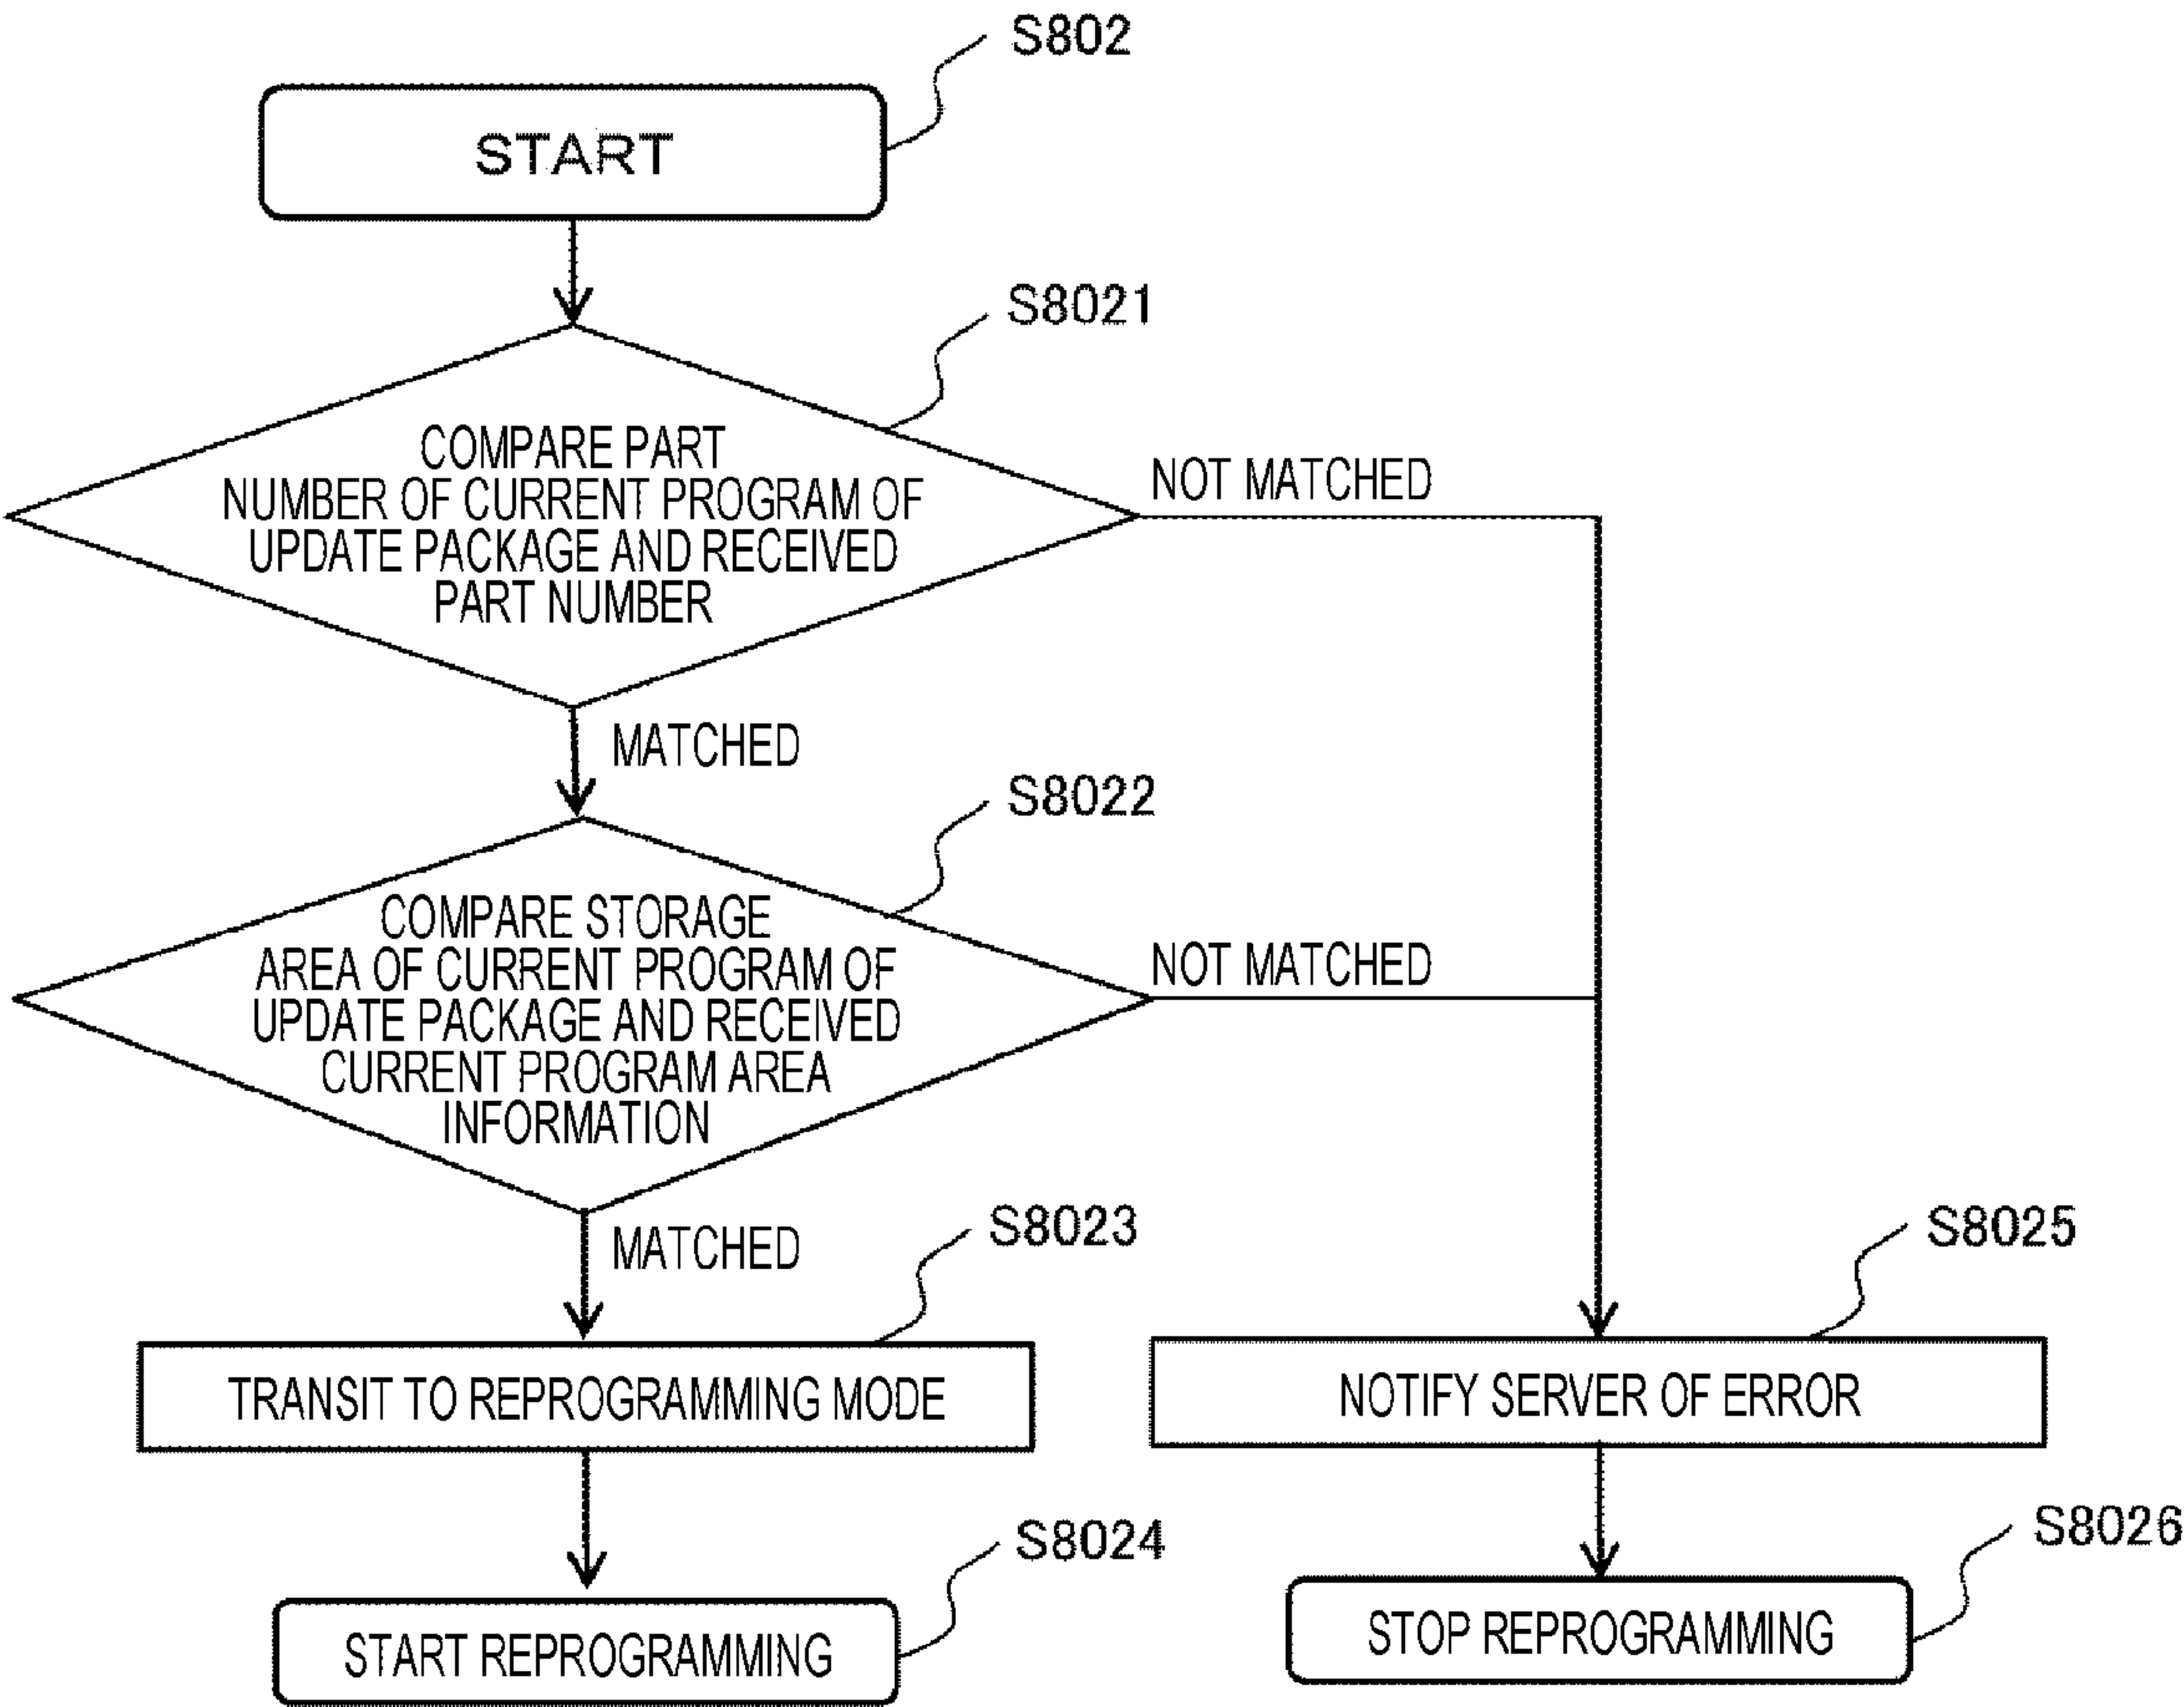 S802
START
S8021
COMPARE PART
NUMBER OF CURRENT PROGRAM OF
UPDATE PACKAGE AND RECEIVED
PART NUMBER
NOT MATCHED
MATCHED
S8022
COMPARE STORAGE
AREA OF CURRENT PROGRAM OF
UPDATE PACKAGE AND RECEIVED
CURRENT PROGRAM AREA
INFORMATION
NOT MATCHED
MATCHED
S8023
TRANSIT TO REPROGRAMMING MODE
S8025
NOTIFY SERVER OF ERROR
S8024
START REPROGRAMMING
S8026
STOP REPROGRAMMING